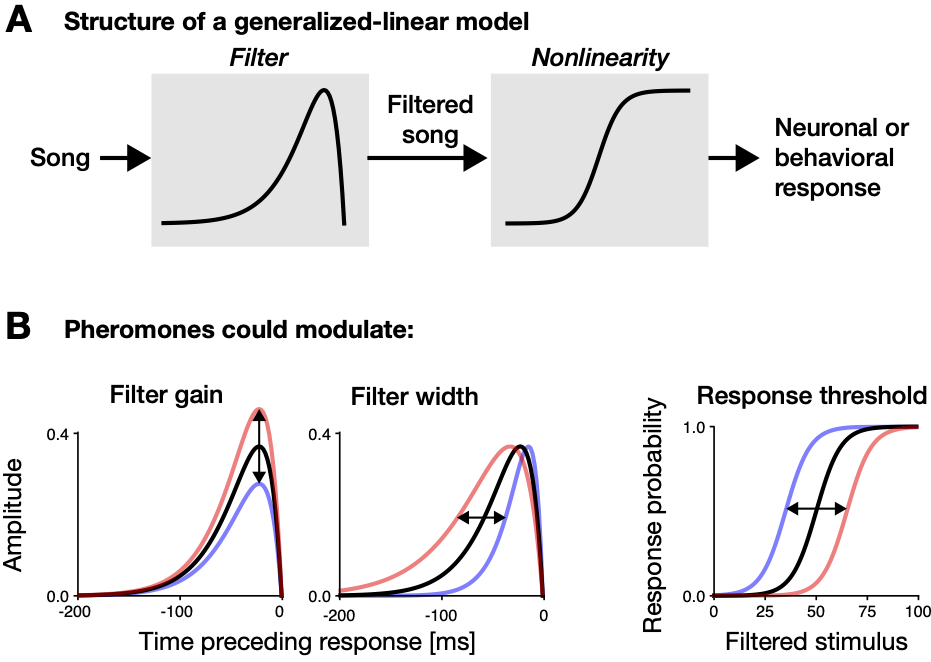 A Structure of a generalized-linear model
Filter
Nonlinearity
Song
Filtered
song
Neuronal or
behavioral
response
B Pheromones could modulate:
Filter gain
Filter width
Response threshold
Amplitude
0.4
0.0
-200
-100
0
0.4
0.0
-200
-100
0
Time preceding response [ms]
Response probability
1.0
0.0
0
25
50
75
100
Filtered stimulus